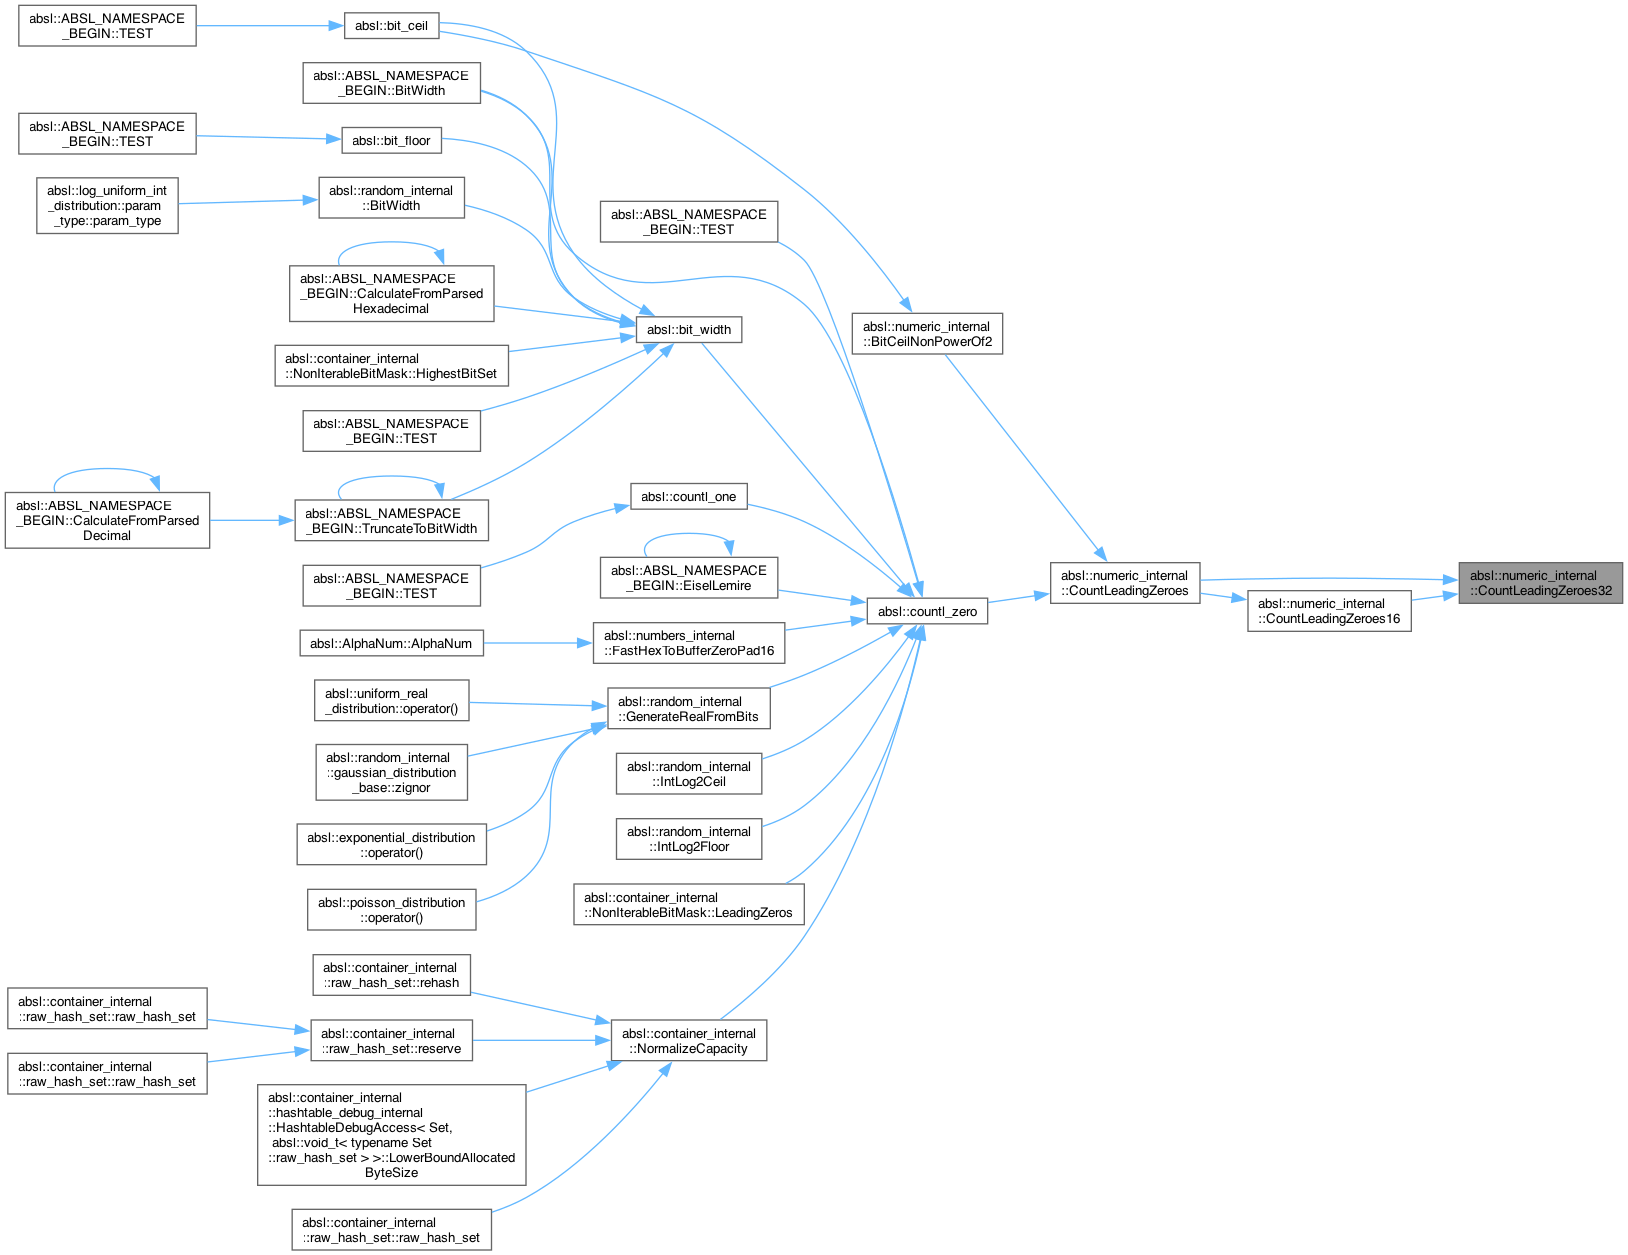 absl::ABSL_NAMESPACE
_BEGIN::TEST
absl::bit_ceil
absl::ABSL_NAMESPACE
_BEGIN::BitWidth
absl::ABSL_NAMESPACE
_BEGIN::TEST
absl::bit_floor
absl::log_uniform_int
_distribution::param
_type::param_type
absl::random_internal
::BitWidth
absl::ABSL_NAMESPACE
_BEGIN::TEST
absl::ABSL_NAMESPACE
_BEGIN::CalculateFromParsed
Hexadecimal
absl::bit_width
absl::numeric_internal
::BitCeilNonPowerOf2
absl::container_internal
::NonIterableBitMask::HighestBitSet
absl::ABSL_NAMESPACE
_BEGIN::TEST
absl::ABSL_NAMESPACE
_BEGIN::CalculateFromParsed
Decimal
absl::ABSL_NAMESPACE
_BEGIN::TruncateToBitWidth
absl::countl_one
absl::ABSL_NAMESPACE
_BEGIN::TEST
absl::ABSL_NAMESPACE
_BEGIN::EiselLemire
absl::countl_zero
absl::numeric_internal
::CountLeadingZeroes
absl::numeric_internal
::CountLeadingZeroes16
absl::numeric_internal
::CountLeadingZeroes32
absl::AlphaNum::AlphaNum
absl::numbers_internal
::FastHexToBufferZeroPad16
absl::uniform_real
_distribution::operator()
absl::random_internal
::GenerateRealFromBits
absl::random_internal
::gaussian_distribution
_base::zignor
absl::random_internal
::IntLog2Ceil
absl::exponential_distribution
::operator()
absl::random_internal
::IntLog2Floor
absl::poisson_distribution
::operator()
absl::container_internal
::NonIterableBitMask::LeadingZeros
absl::container_internal
::raw_hash_set::rehash
absl::container_internal
::raw_hash_set::raw_hash_set
absl::container_internal
::raw_hash_set::reserve
absl::container_internal
::NormalizeCapacity
absl::container_internal
::raw_hash_set::raw_hash_set
absl::container_internal
::hashtable_debug_internal
::HashtableDebugAccess< Set,
absl::void_t< typename Set
::raw_hash_set > >::LowerBoundAllocated
ByteSize
absl::container_internal
::raw_hash_set::raw_hash_set